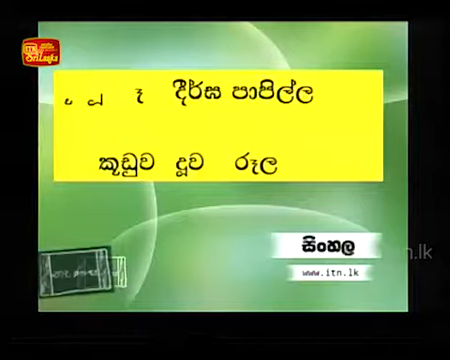 ූ ූ ෑ දීර්ඝ පාපිල්ල
කූඩුව දූව රූල
සිංහල
www.itn.lk